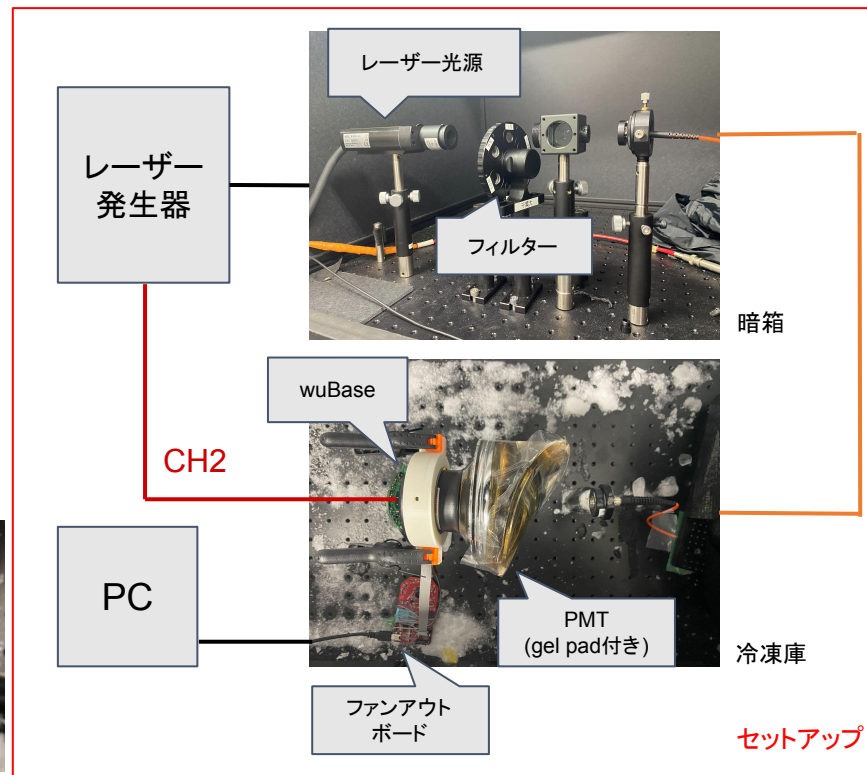 レーザー光源
レーザー
発生器
フィルター
暗箱
wuBase
CH2
PC
PMT
(gel pad付き)
冷凍庫
ファンアウト
ボード
セットアップ